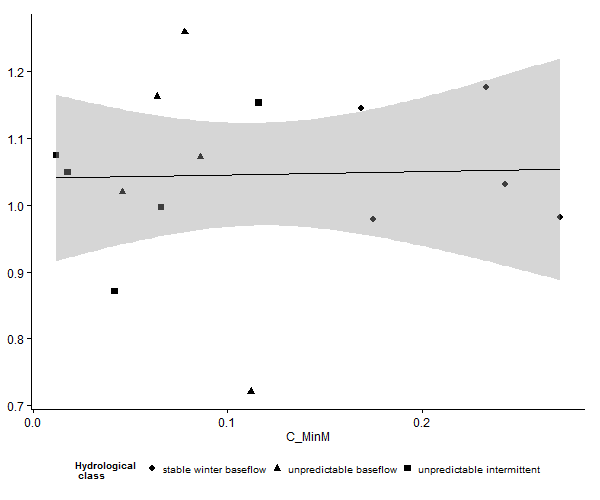 1.2
1.1
1.0
0.9
0.8
0.7
0.0 0.1 0.2
C_MinM
Hydrological
class
stable winter baseflow unpredictable baseflow unpredictable intermittent